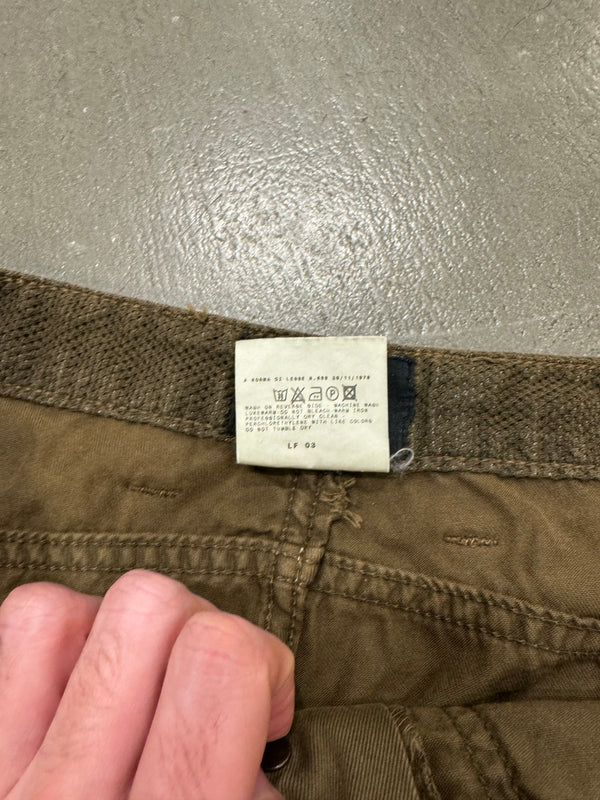 A NORMA DI LEGGE N.883 26/11/1973
WASH ON REVERSE SIDE - MACHINE WASH
LUKEWARM-DO NOT BLEACH-WARM IRON
PROFESSIONALLY DRY CLEAN -
PERCHLORETHYLENE WITH LIKE COLORS
DO NOT TUMBLE DRY
LF 03